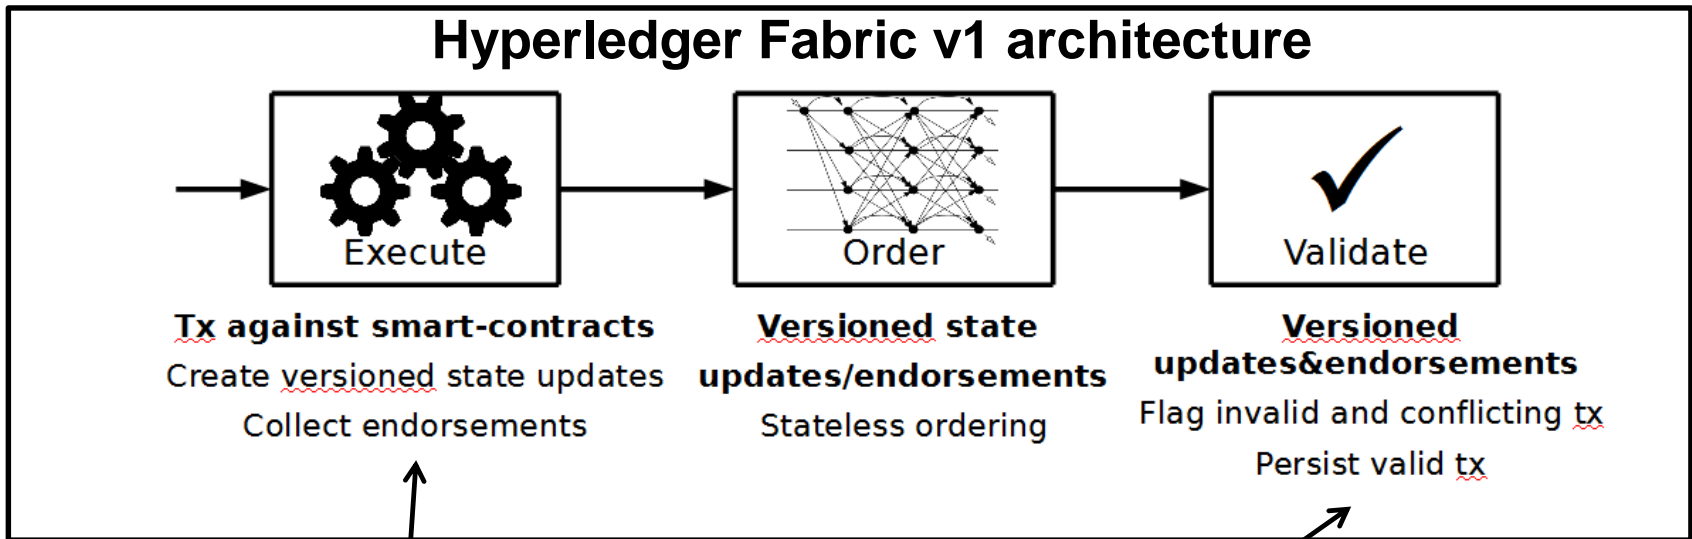 Hyperledger Fabric v1 architecture
Execute
Order
Validate
Tx against smart-contracts
Create versioned state updates
Collect endorsements
Versioned state
updates/endorsements
Stateless ordering
Versioned
updates&endorsements
Flag invalid and conflicting tx
Persist valid tx